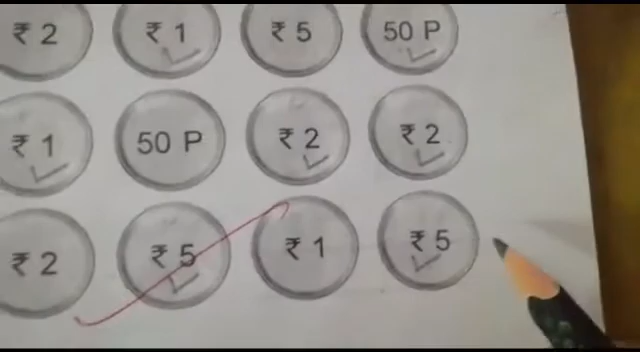 ₹ 2 ₹ 1 ₹ 5 50 P
₹ 1 50 P ₹ 2 ₹ 2
₹ 2 ₹ 5 ₹ 1 ₹ 5